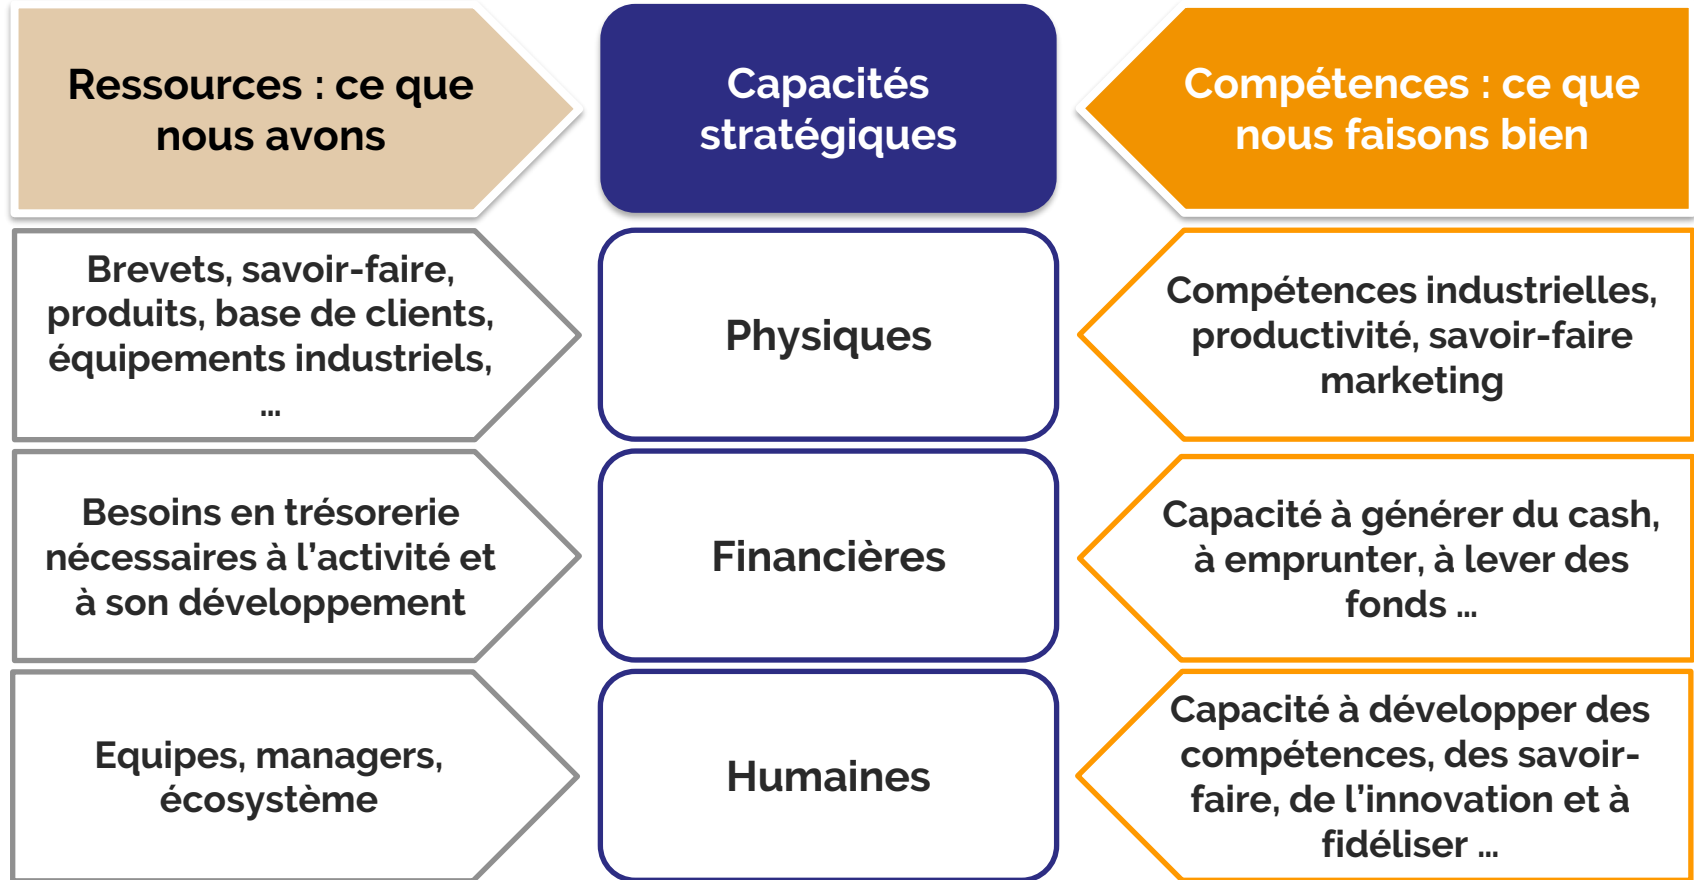 Ressources : ce que
nous avons
Capacités
stratégiques
Compétences : ce que
nous faisons bien
Brevets, savoir-faire,
produits, base de clients,
équipements industriels,
...
Physiques
Compétences industrielles,
productivité, savoir-faire
marketing
Besoins en trésorerie
nécessaires à l'activité et
à son développement
Financières
Capacité à générer du cash,
à emprunter, à lever des
fonds ...
Equipes, managers,
écosystème
Humaines
Capacité à développer des
compétences, des savoir-
faire, de l'innovation et à
fidéliser ...